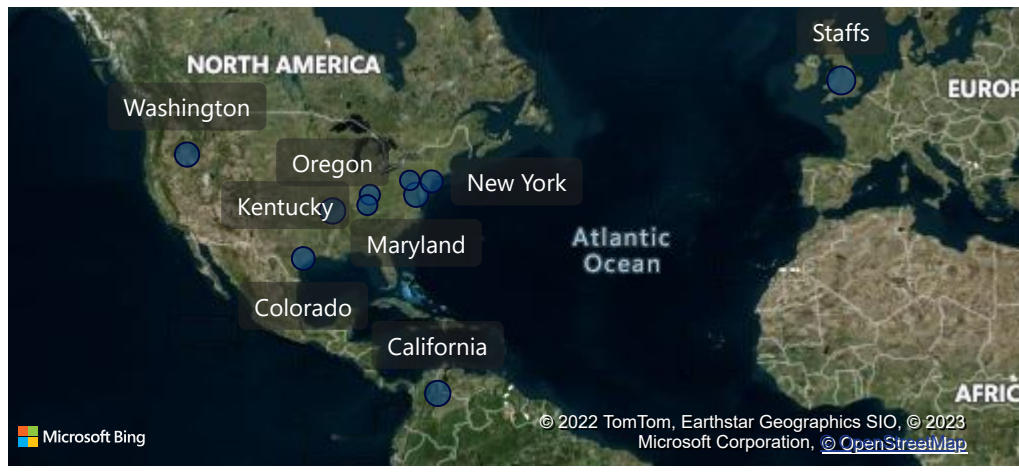 Staffs
NORTH AMERICA
EUROP
Washington
Oregon
New York
Kentucky
Maryland
Atlantic
Ocean
Colorado
California
AFRIC
© 2022 TomTom, Earthstar Geographics SIO, © 2023
Microsoft Bing
Microsoft Corporation, © OpenStreetMap